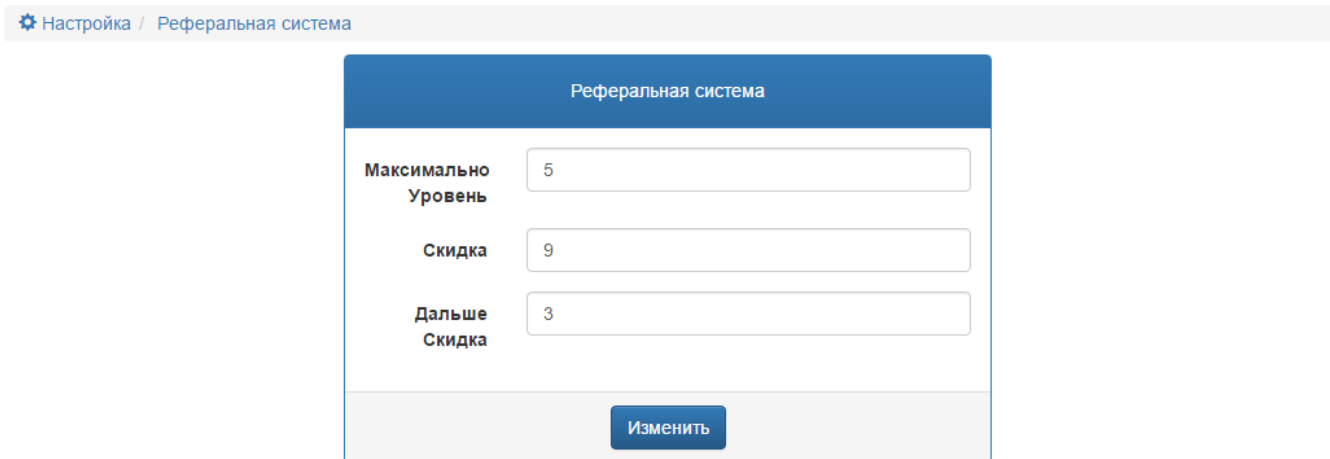 Настройка / Реферальная система
Реферальная система
Максимально
Уровень
5
Скидка
9
Дальше
Скидка
3
Изменить